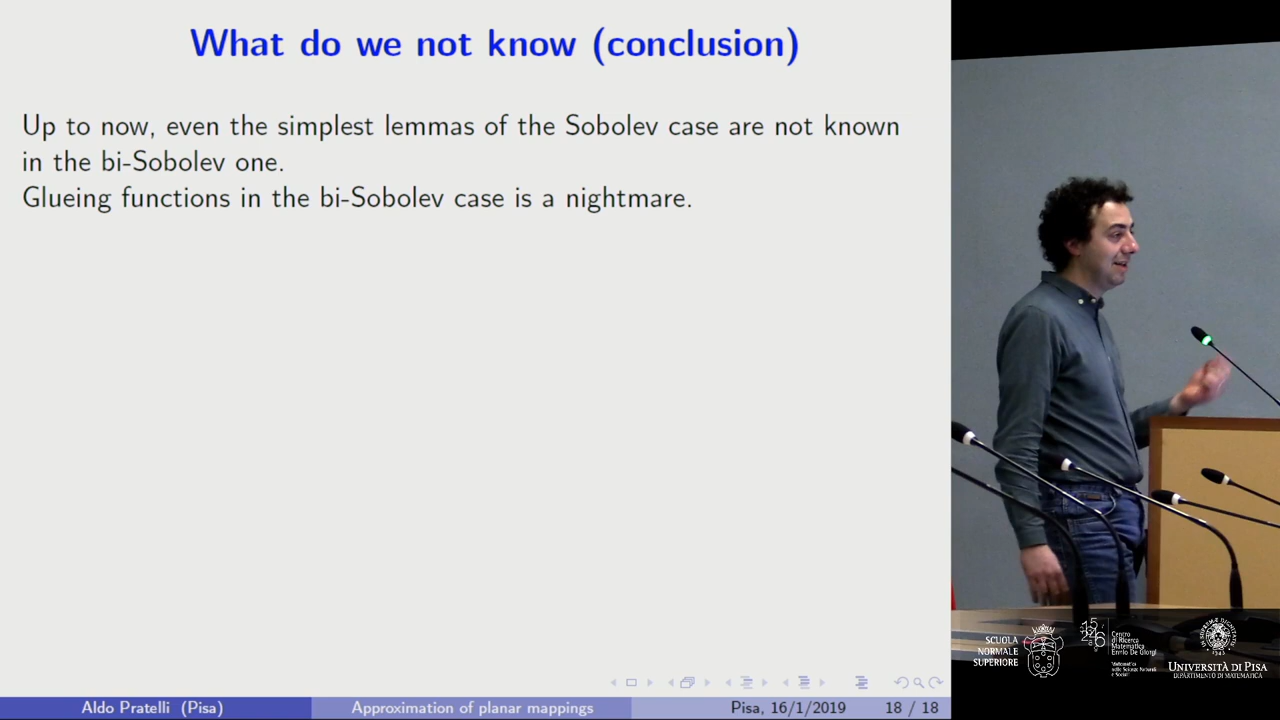 What do we not know (conclusion)
Up to now, even the simplest lemmas of the Sobolev case are not known
in the bi-Sobolev one.
Glueing functions in the bi-Sobolev case is a nightmare.
Aldo Pratelli (Pisa)
Approximation of planar mappings
Pisa, 16/1/2019
18 / 18
SCUOLA
NORMALE
SUPERIORE
Centro
di Ricerca
Matematica
Ennio De Giorgi
UNIVERSITÀ DI PISA
DIPARTIMENTO DI MATEMATICA